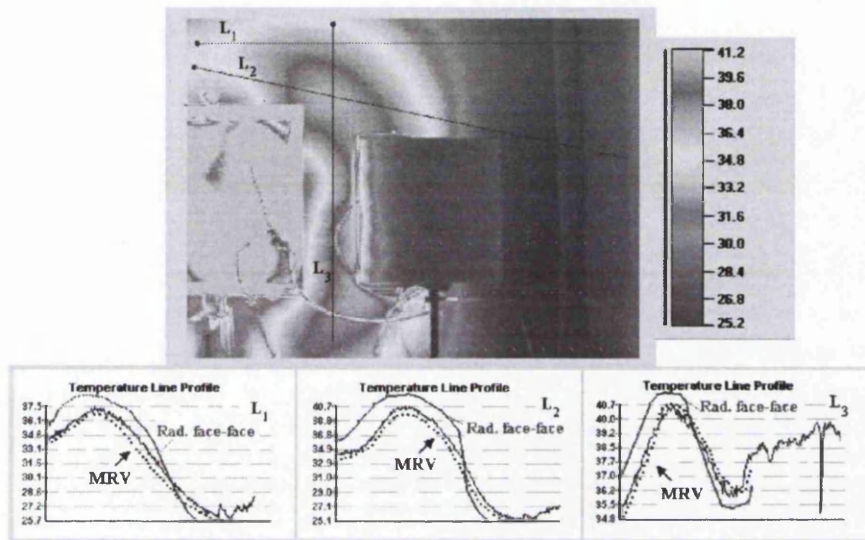 L1
L2
L3
41.2
39.6
38.0
36.4
34.8
33.2
31.6
30.0
28.4
26.8
25.2
Temperature Line Profile
L1
37.5
36.1
34.6
33.1
31.6
30.1
28.6
27.2
25.7
Rad. face-face
MRV
Temperature Line Profile
L2
40.7
38.8
36.8
34.9
32.9
31.0
29.0
27.1
25.1
Rad. face-face
MRV
Temperature Line Profile
L3
40.7
39.9
39.2
38.5
37.7
37.0
36.2
35.5
34.8
Rad. face-face
MRV